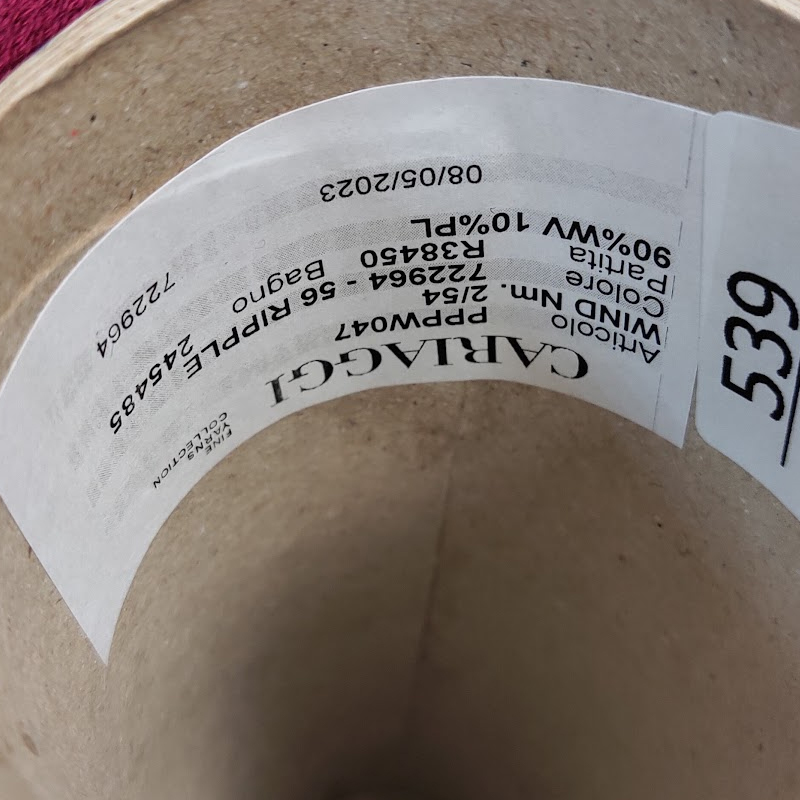 CARIAGGI
FINE
YARNS
COLLECTION
Articolo PPPW047
WIND Nm. 2/54
Colore 722964 - 56 RIPPLE 245485
Partita R38450 Bagno
90%WV 10%PL
722964
08/05/2023
539